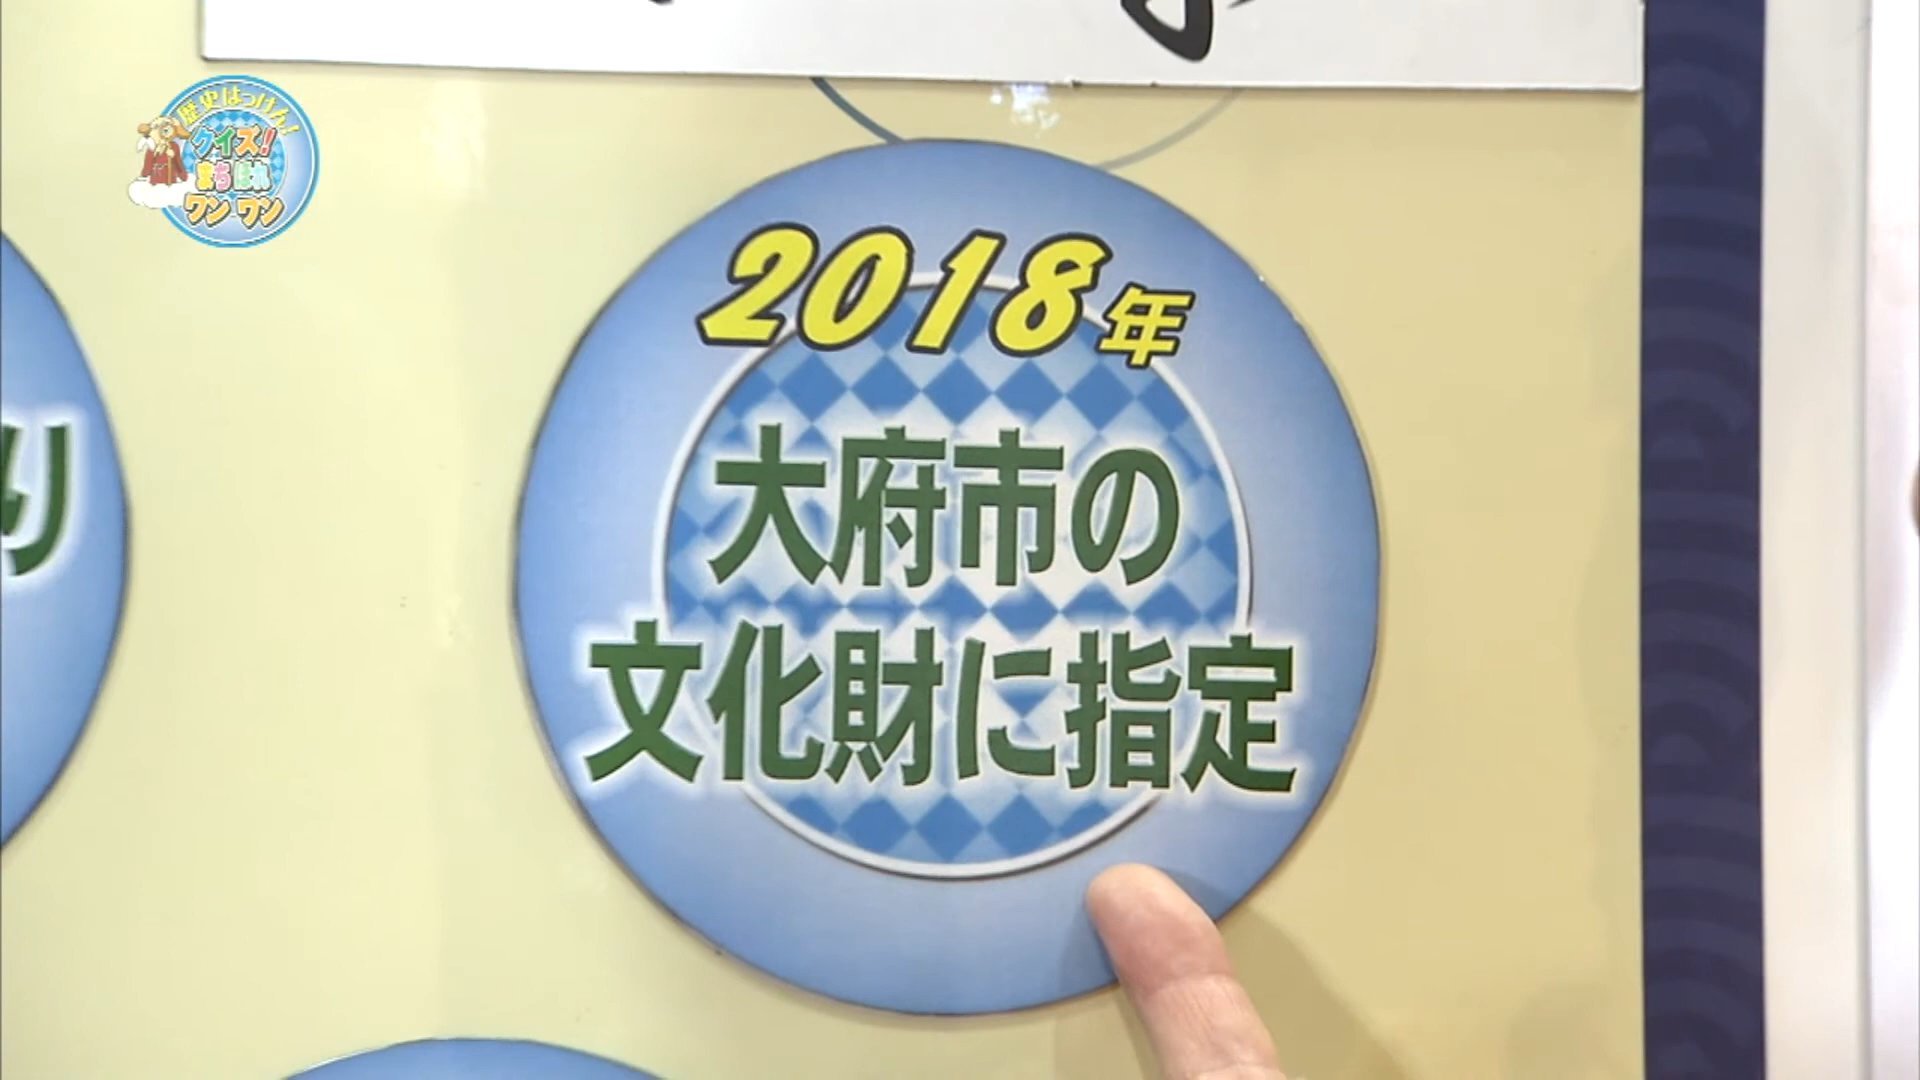 歴史はっけん!
クイズ!
まちはれ
ワンワン
2018年
大府市の
文化財に指定
り